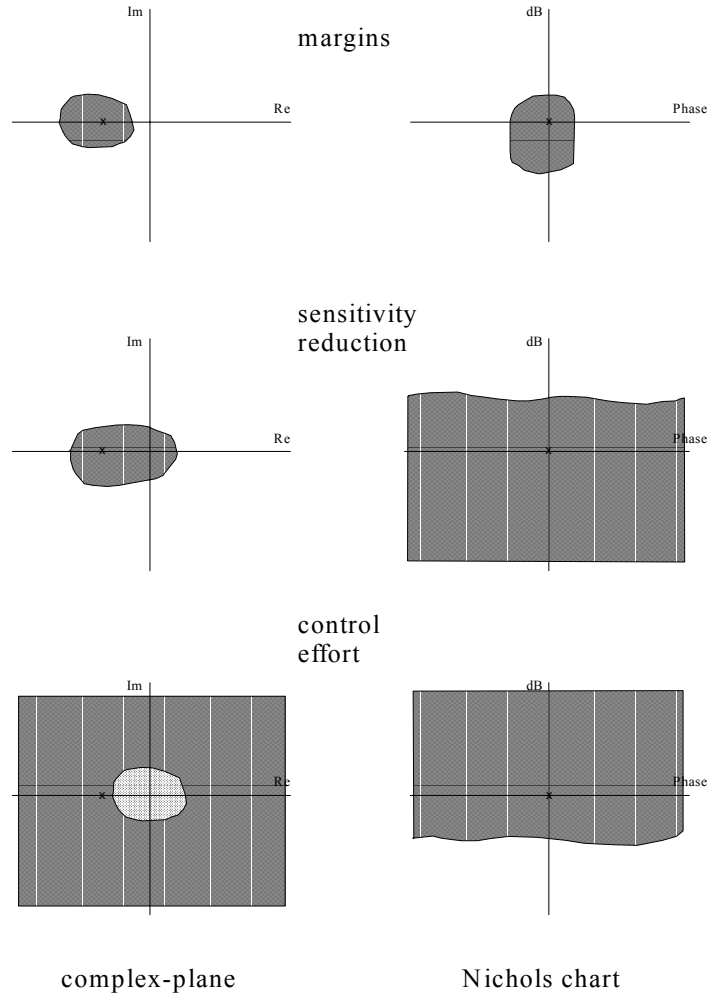 Im
margins
dB
Re
Phase
x
x
sensitivity
reduction
Im
dB
Re
Phase
x
x
control
effort
Im
dB
Re
Phase
x
x
complex-plane
Nichols chart